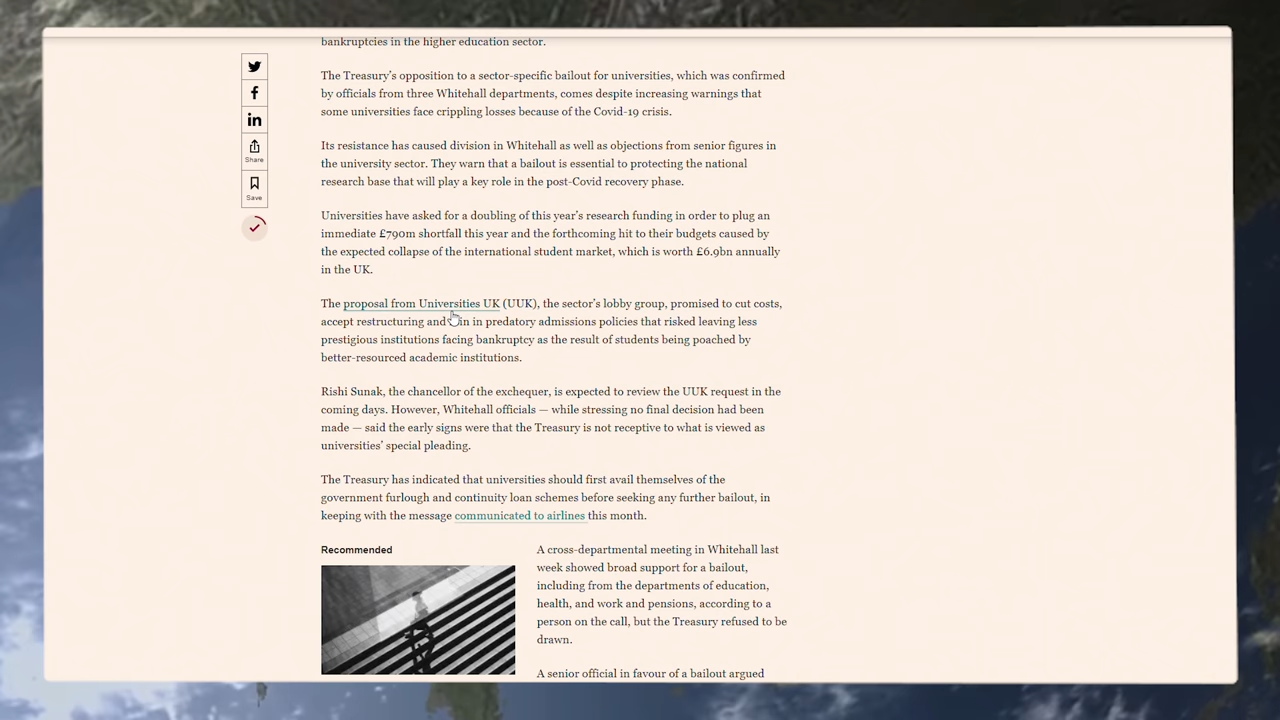 bankruptcies in the higher education sector.
The Treasury's opposition to a sector-specific bailout for universities, which was confirmed
by officials from three Whitehall departments, comes despite increasing warnings that
some universities face crippling losses because of the Covid-19 crisis.
Its resistance has caused division in Whitehall as well as objections from senior figures in
the university sector. They warn that a bailout is essential to protecting the national
research base that will play a key role in the post-Covid recovery phase.
Universities have asked for a doubling of this year's research funding in order to plug an
immediate £790m shortfall this year and the forthcoming hit to their budgets caused by
the expected collapse of the international student market, which is worth £6.9bn annually
in the UK.
The proposal from Universities UK (UUK), the sector's lobby group, promised to cut costs,
accept restructuring and in in predatory admissions policies that risked leaving less
prestigious institutions facing bankruptcy as the result of students being poached by
better-resourced academic institutions.
Rishi Sunak, the chancellor of the exchequer, is expected to review the UUK request in the
coming days. However, Whitehall officials — while stressing no final decision had been
made — said the early signs were that the Treasury is not receptive to what is viewed as
universities' special pleading.
The Treasury has indicated that universities should first avail themselves of the
government furlough and continuity loan schemes before seeking any further bailout, in
keeping with the message communicated to airlines this month.
Share
Save
Recommended
A cross-departmental meeting in Whitehall last
week showed broad support for a bailout,
including from the departments of education,
health, and work and pensions, according to a
person on the call, but the Treasury refused to be
drawn.
A senior official in favour of a bailout argued